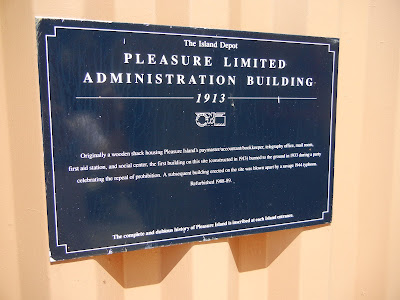 The Island Depot
PLEASURE LIMITED
ADMINISTRATION BUILDING
1913
Originally a wooden shack housing Pleasure Island's paymaster/accountant/bookkeeper, telegraphy office, mail room,
first aid station, and social center, the first building on this site (constructed in 1913) burned to the ground in 1933 during a party
celebrating the repeal of prohibition. A subsequent building erected on the site was blown apart by a savage 1944 typhoon.
Refurbished 1988-89.
The complete and dubious history of Pleasure Island is inscribed at each Island entrance.